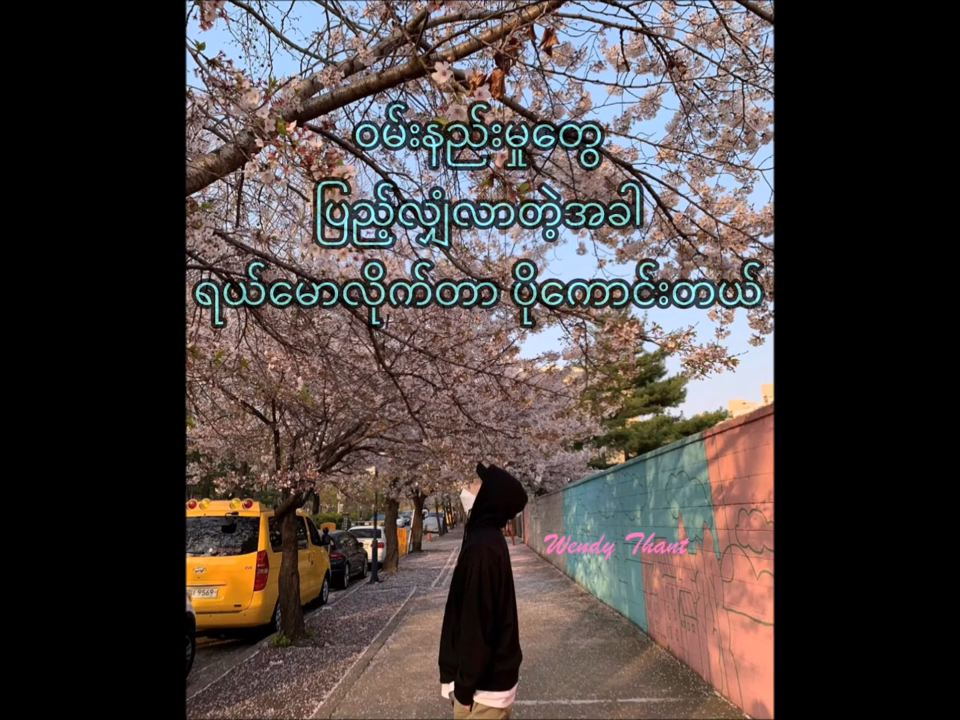 ဝမ်းနည်းမှုတွေ
ပြည့်လျှံလာတဲ့အခါ
ရယ်မောလိုက်တာ ပိုကောင်းတယ်
Wendy Thant
9569